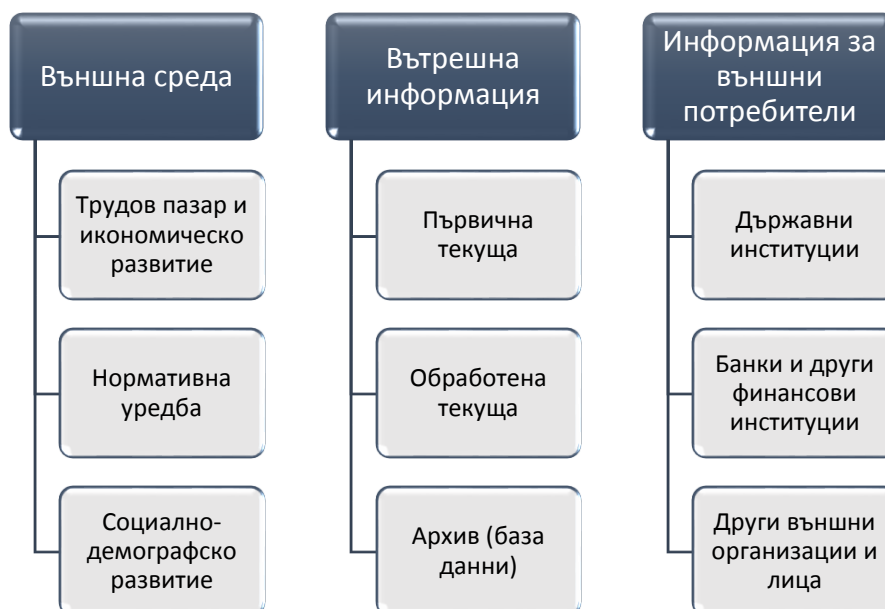 Външна среда
Трудов пазар и
икономическо
развитие
Нормативна
уредба
Социално-
демографско
развитие
Вътрешна
информация
Първична
текуща
Обработена
текуща
Архив (база
данни)
Информация за
външни
потребители
Държавни
институции
Банки и други
финансови
институции
Други външни
организации и
лица